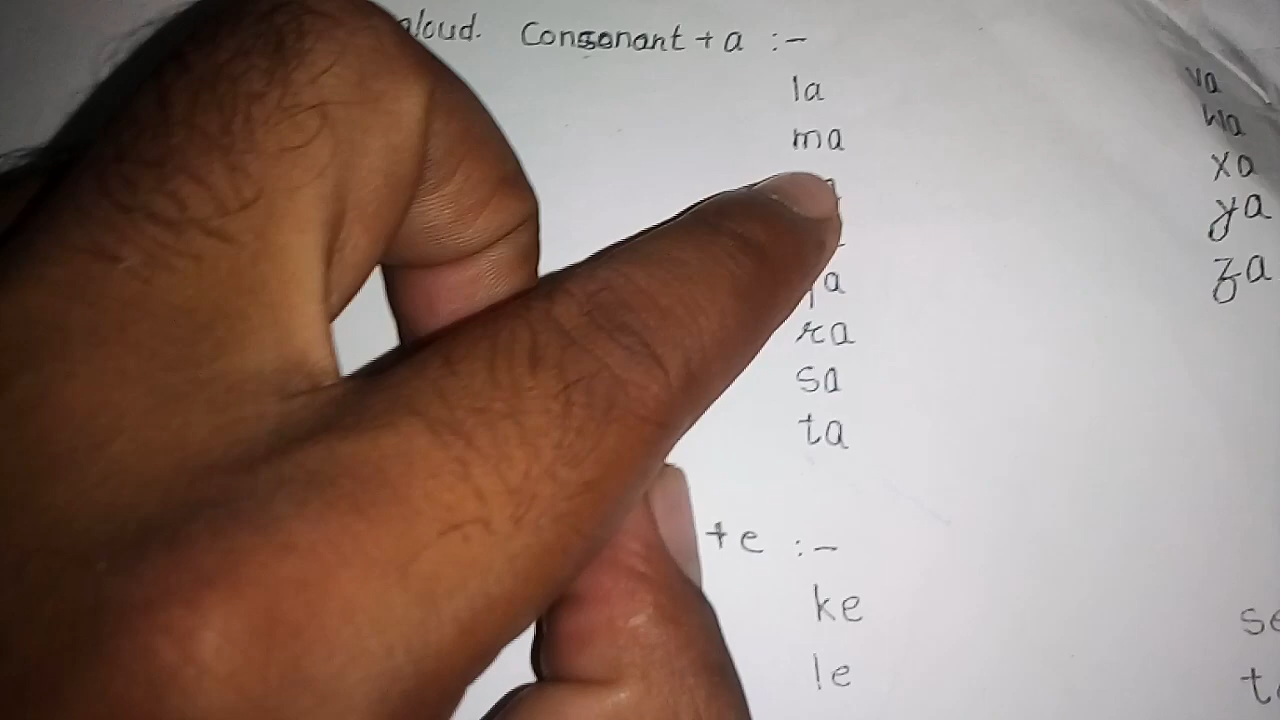 aloud. Consonant + a :-
la
ma
ra
sa
ta
va
wa
xa
ya
za
+ e :-
ke
le